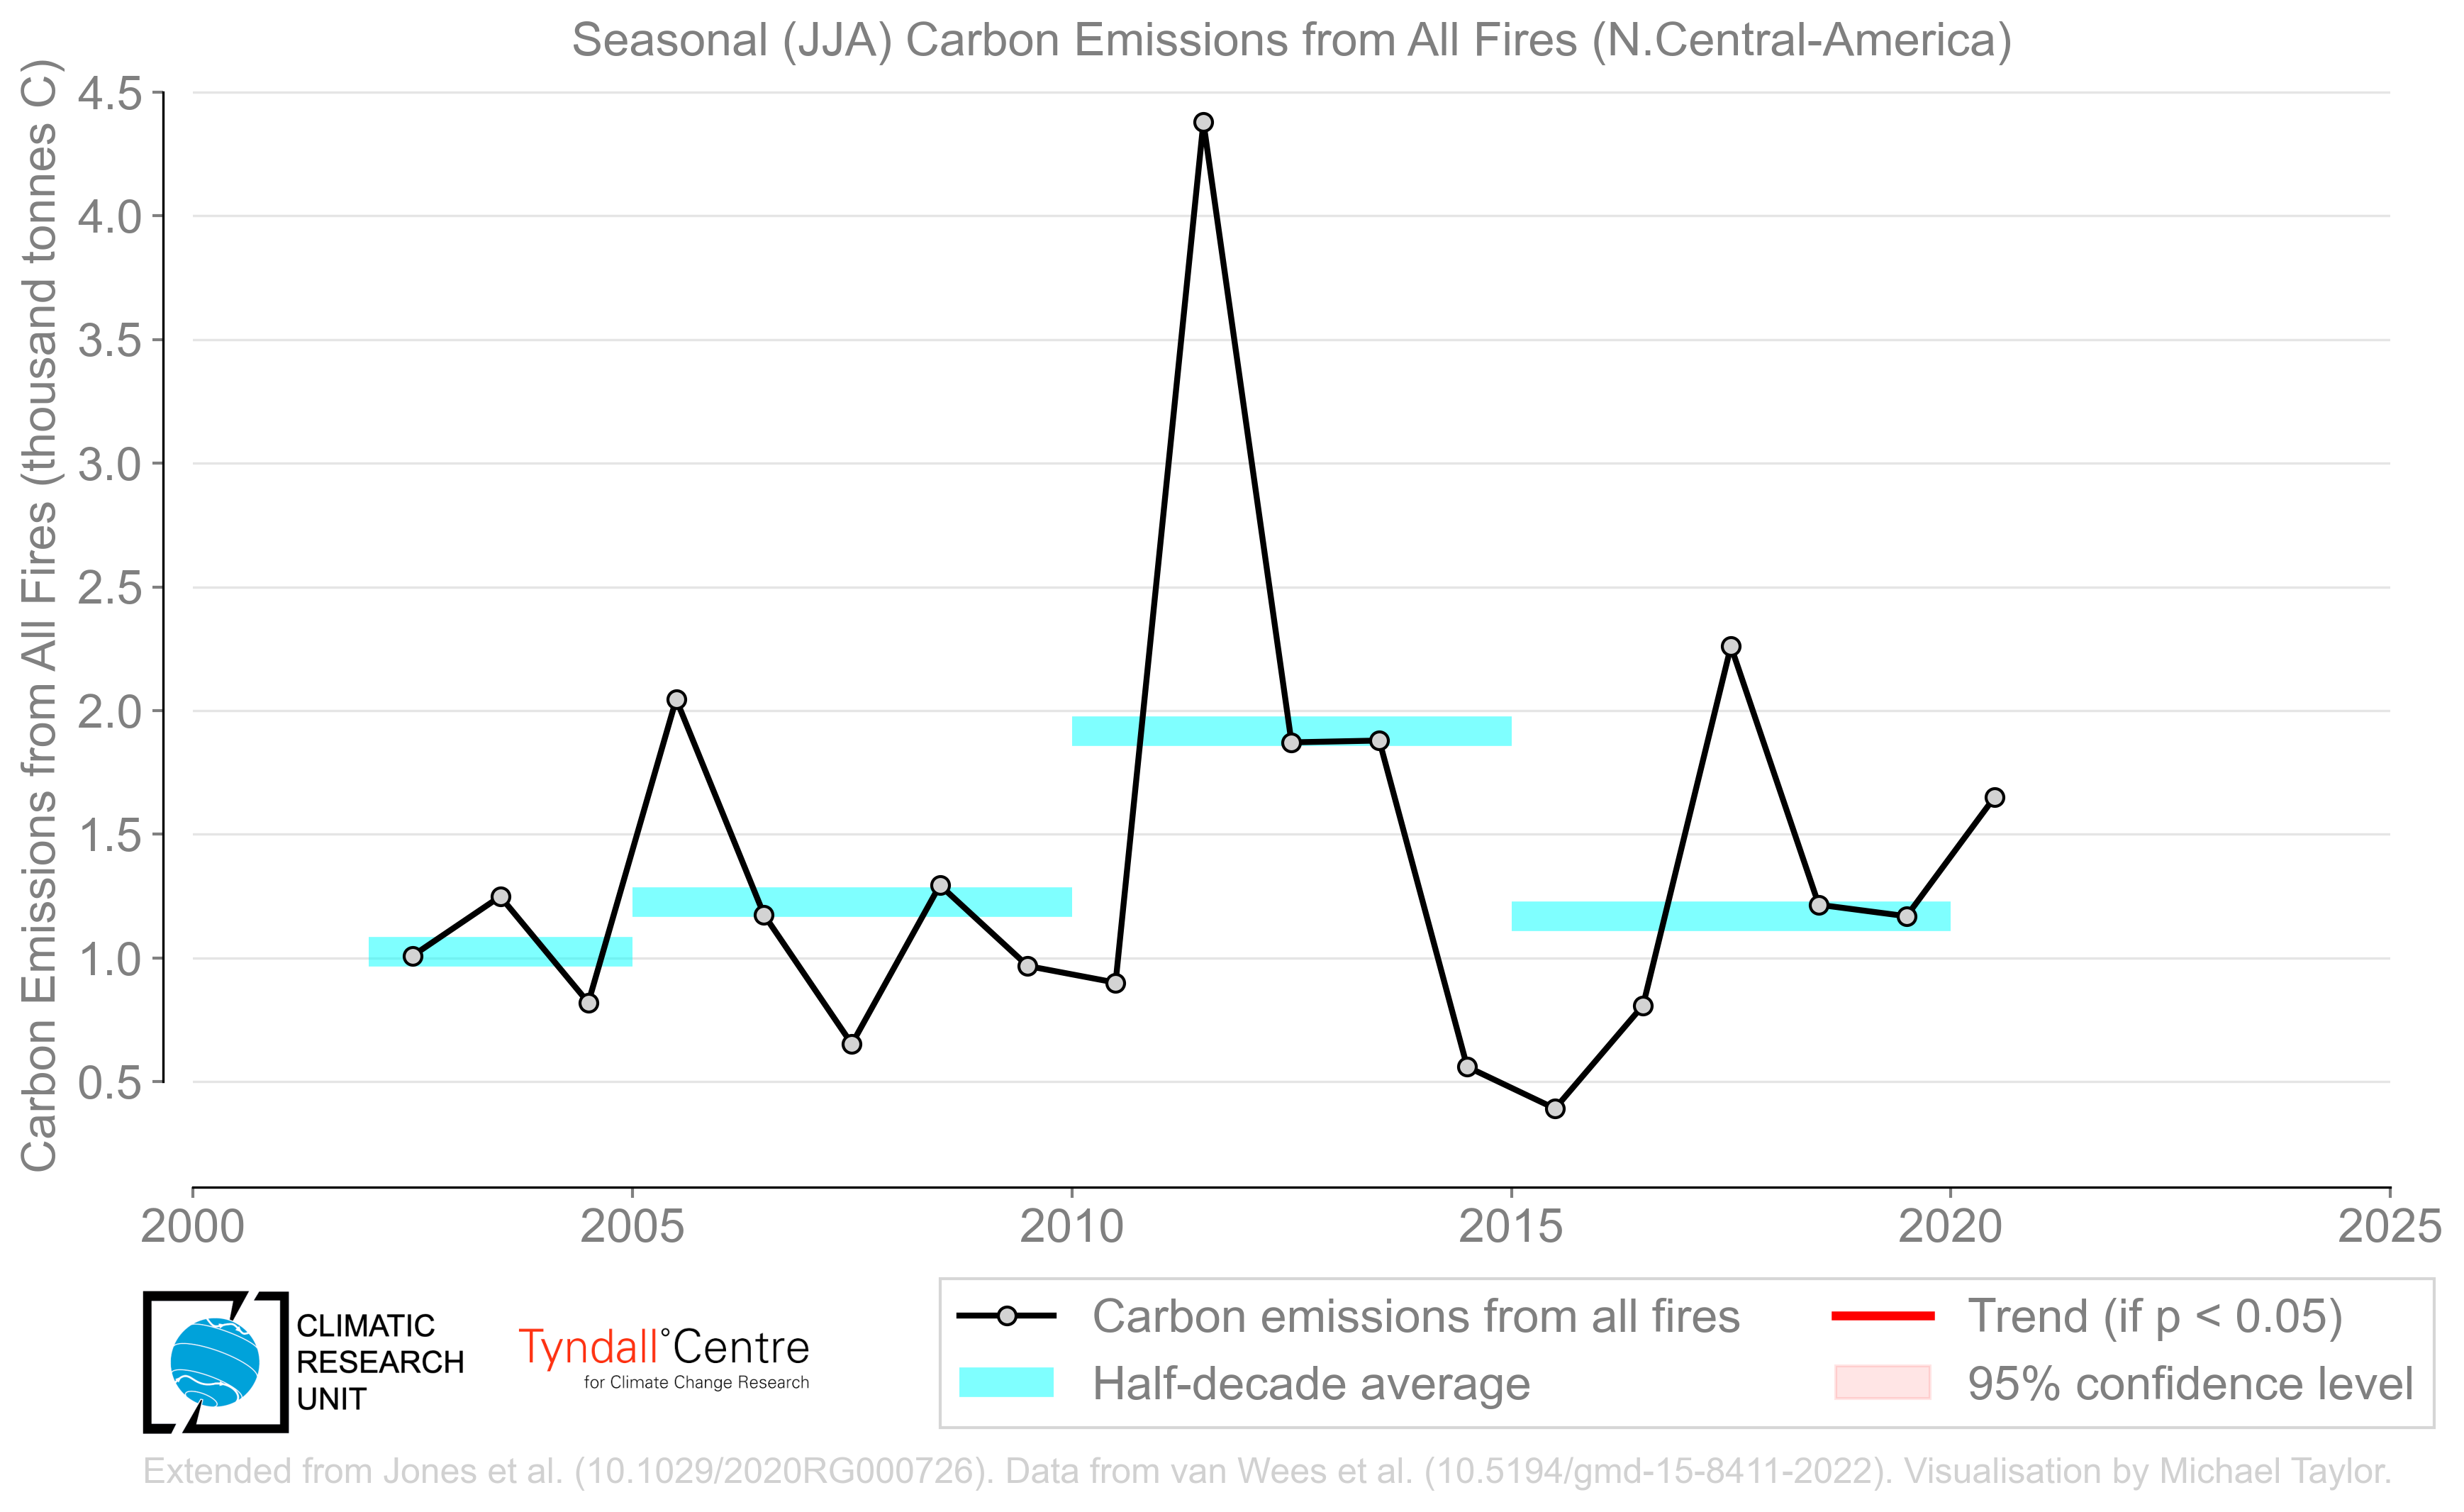 Seasonal (JJA) Carbon Emissions from All Fires (N.Central-America)
Carbon Emissions from All Fires (thousand tonnes C)
4.5
4.0
3.5
3.0
2.5
2.0
1.5
1.0
0.5
2000 2005 2010 2015 2020 2025
CLIMATIC
RESEARCH
UNIT
Tyndall°Centre
for Climate Change Research
Carbon emissions from all fires
Half-decade average
Trend (if p < 0.05)
95% confidence level
Extended from Jones et al. (10.1029/2020RG000726). Data from van Wees et al. (10.5194/gmd-15-8411-2022). Visualisation by Michael Taylor.